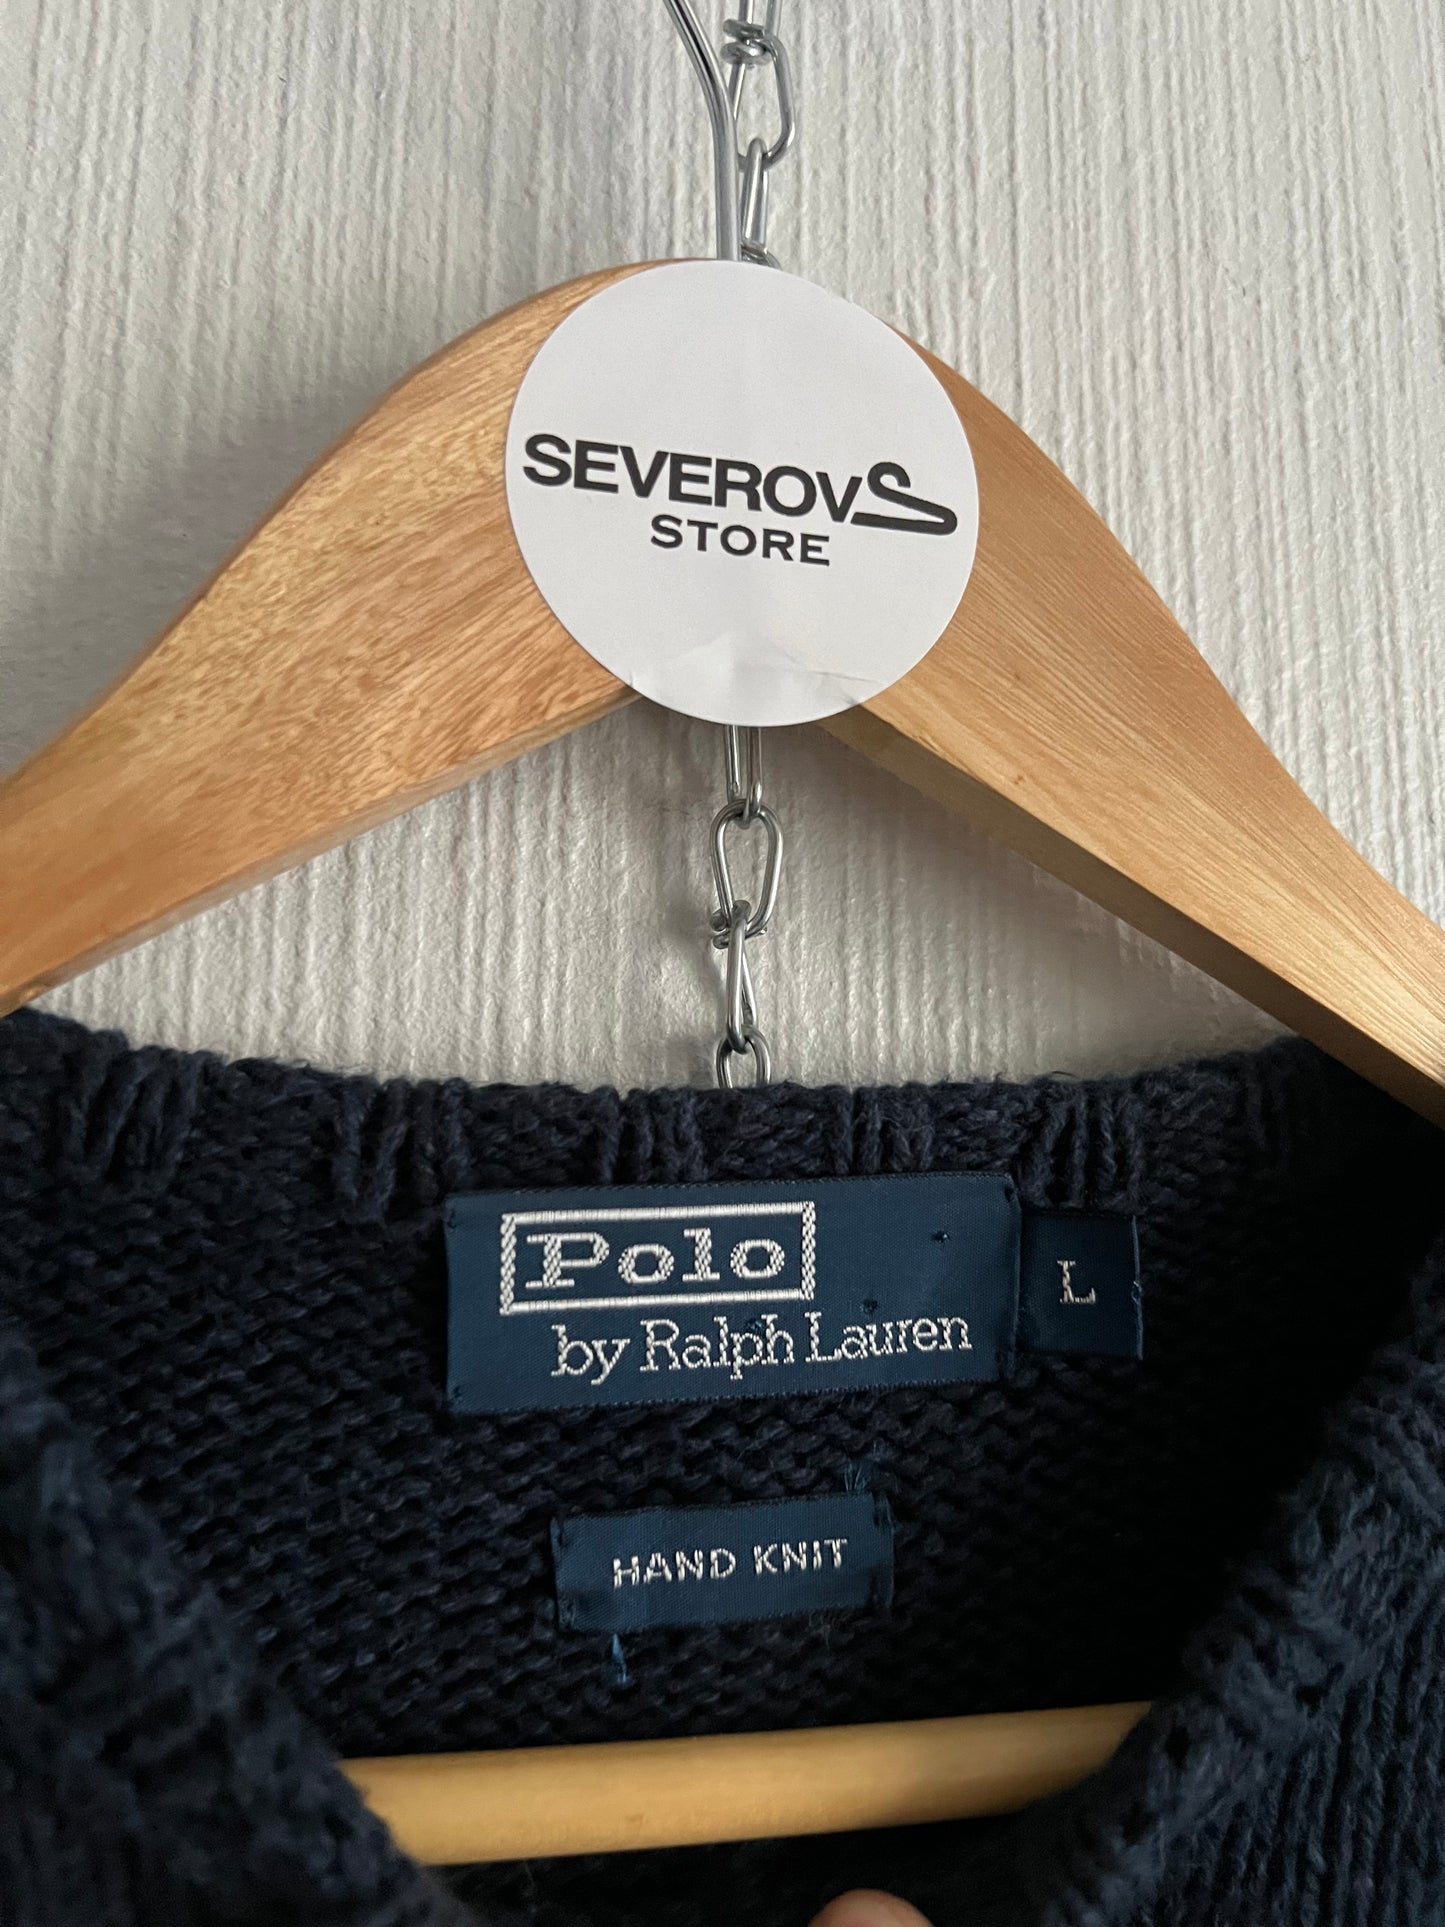 SEVEROVS
STORE
Polo
by Ralph Lauren
L
HAND KNIT